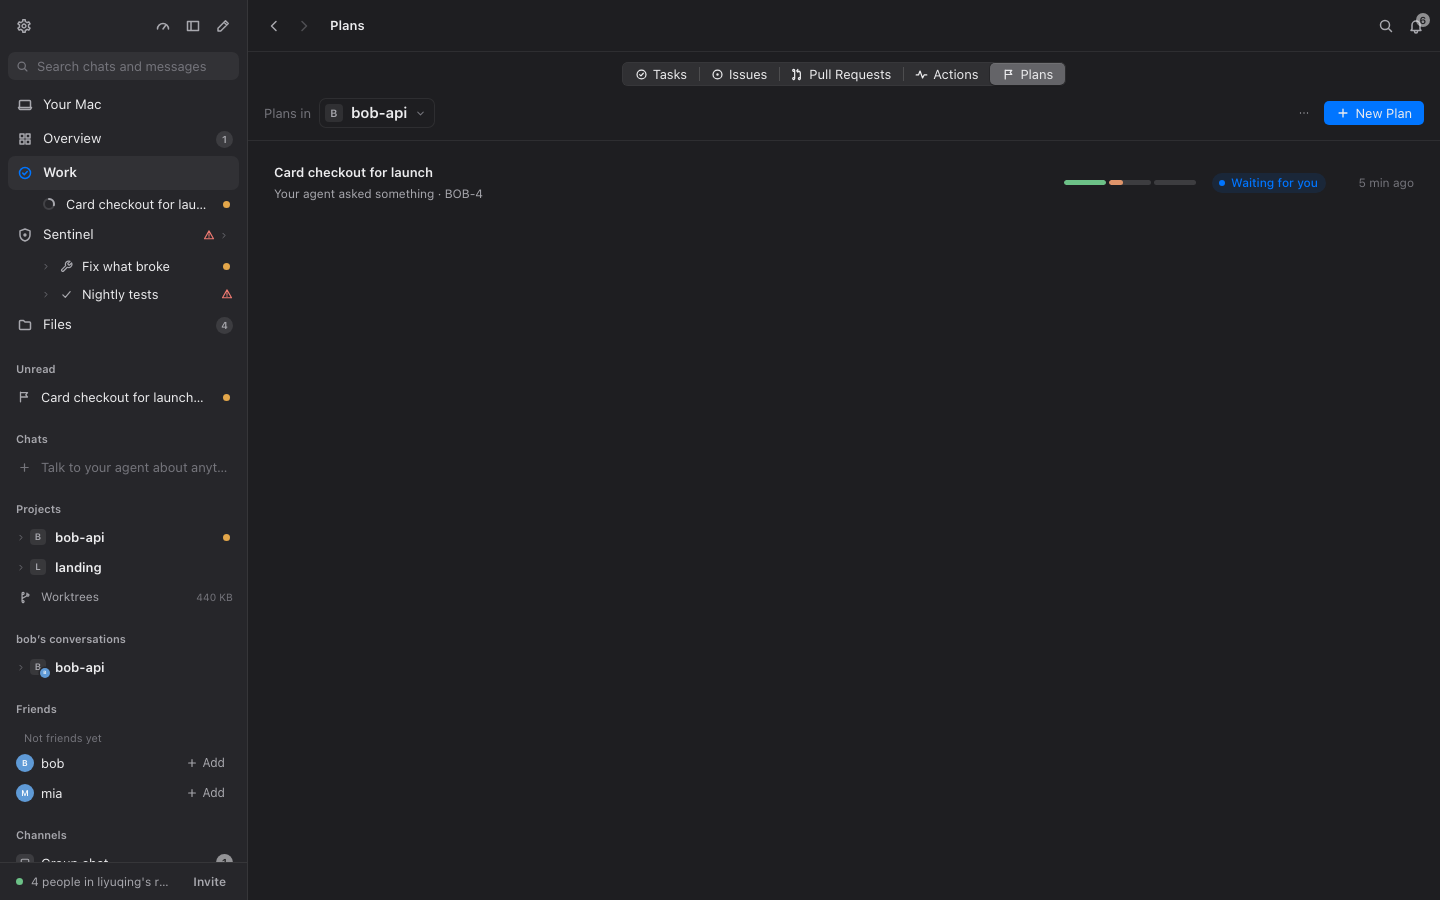 Plans
6
Search chats and messages
Your Mac
Overview 1
Work
Card checkout for lau...
Sentinel
Fix what broke
Nightly tests
Files 4
Unread
Card checkout for launch...
Chats
Talk to your agent about anyt...
Projects
B bob-api
L landing
Worktrees 440 KB
bob's conversations
B bob-api
Friends
Not friends yet
B bob + Add
M mia + Add
Channels
Group chat
4 people in liyuqing's r... Invite
Tasks Issues Pull Requests Actions Plans
Plans in B bob-api ... + New Plan
Card checkout for launch
Your agent asked something · BOB-4
Waiting for you 5 min ago